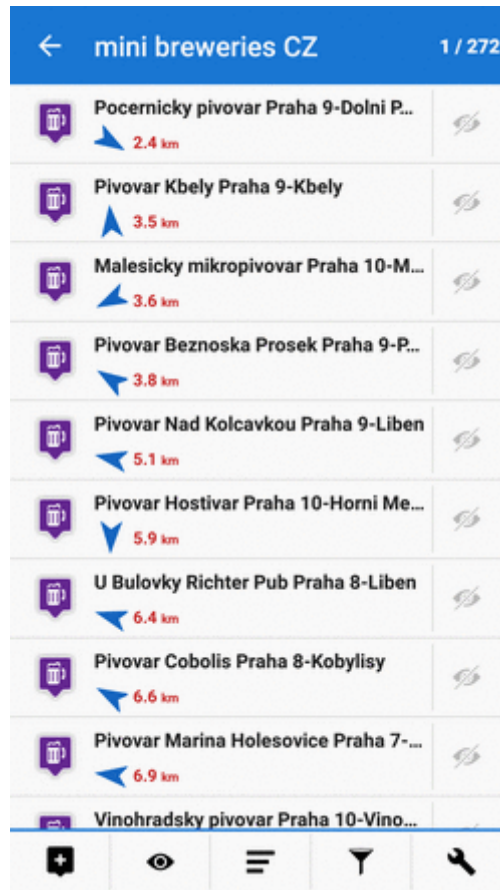 mini breweries CZ
1 / 272
Pocernicky pivovar Praha 9-Dolni P...
2.4 km
Pivovar Kbely Praha 9-Kbely
3.5 km
Malesicky mikropivovar Praha 10-M...
3.6 km
Pivovar Beznoska Prosek Praha 9-P...
3.8 km
Pivovar Nad Kolcavkou Praha 9-Liben
5.1 km
Pivovar Hostivar Praha 10-Horni Me...
5.9 km
U Bulovky Richter Pub Praha 8-Liben
6.4 km
Pivovar Cobolis Praha 8-Kobylisy
6.6 km
Pivovar Marina Holesovice Praha 7-...
6.9 km
Vinohradsky pivovar Praha 10-Vino...